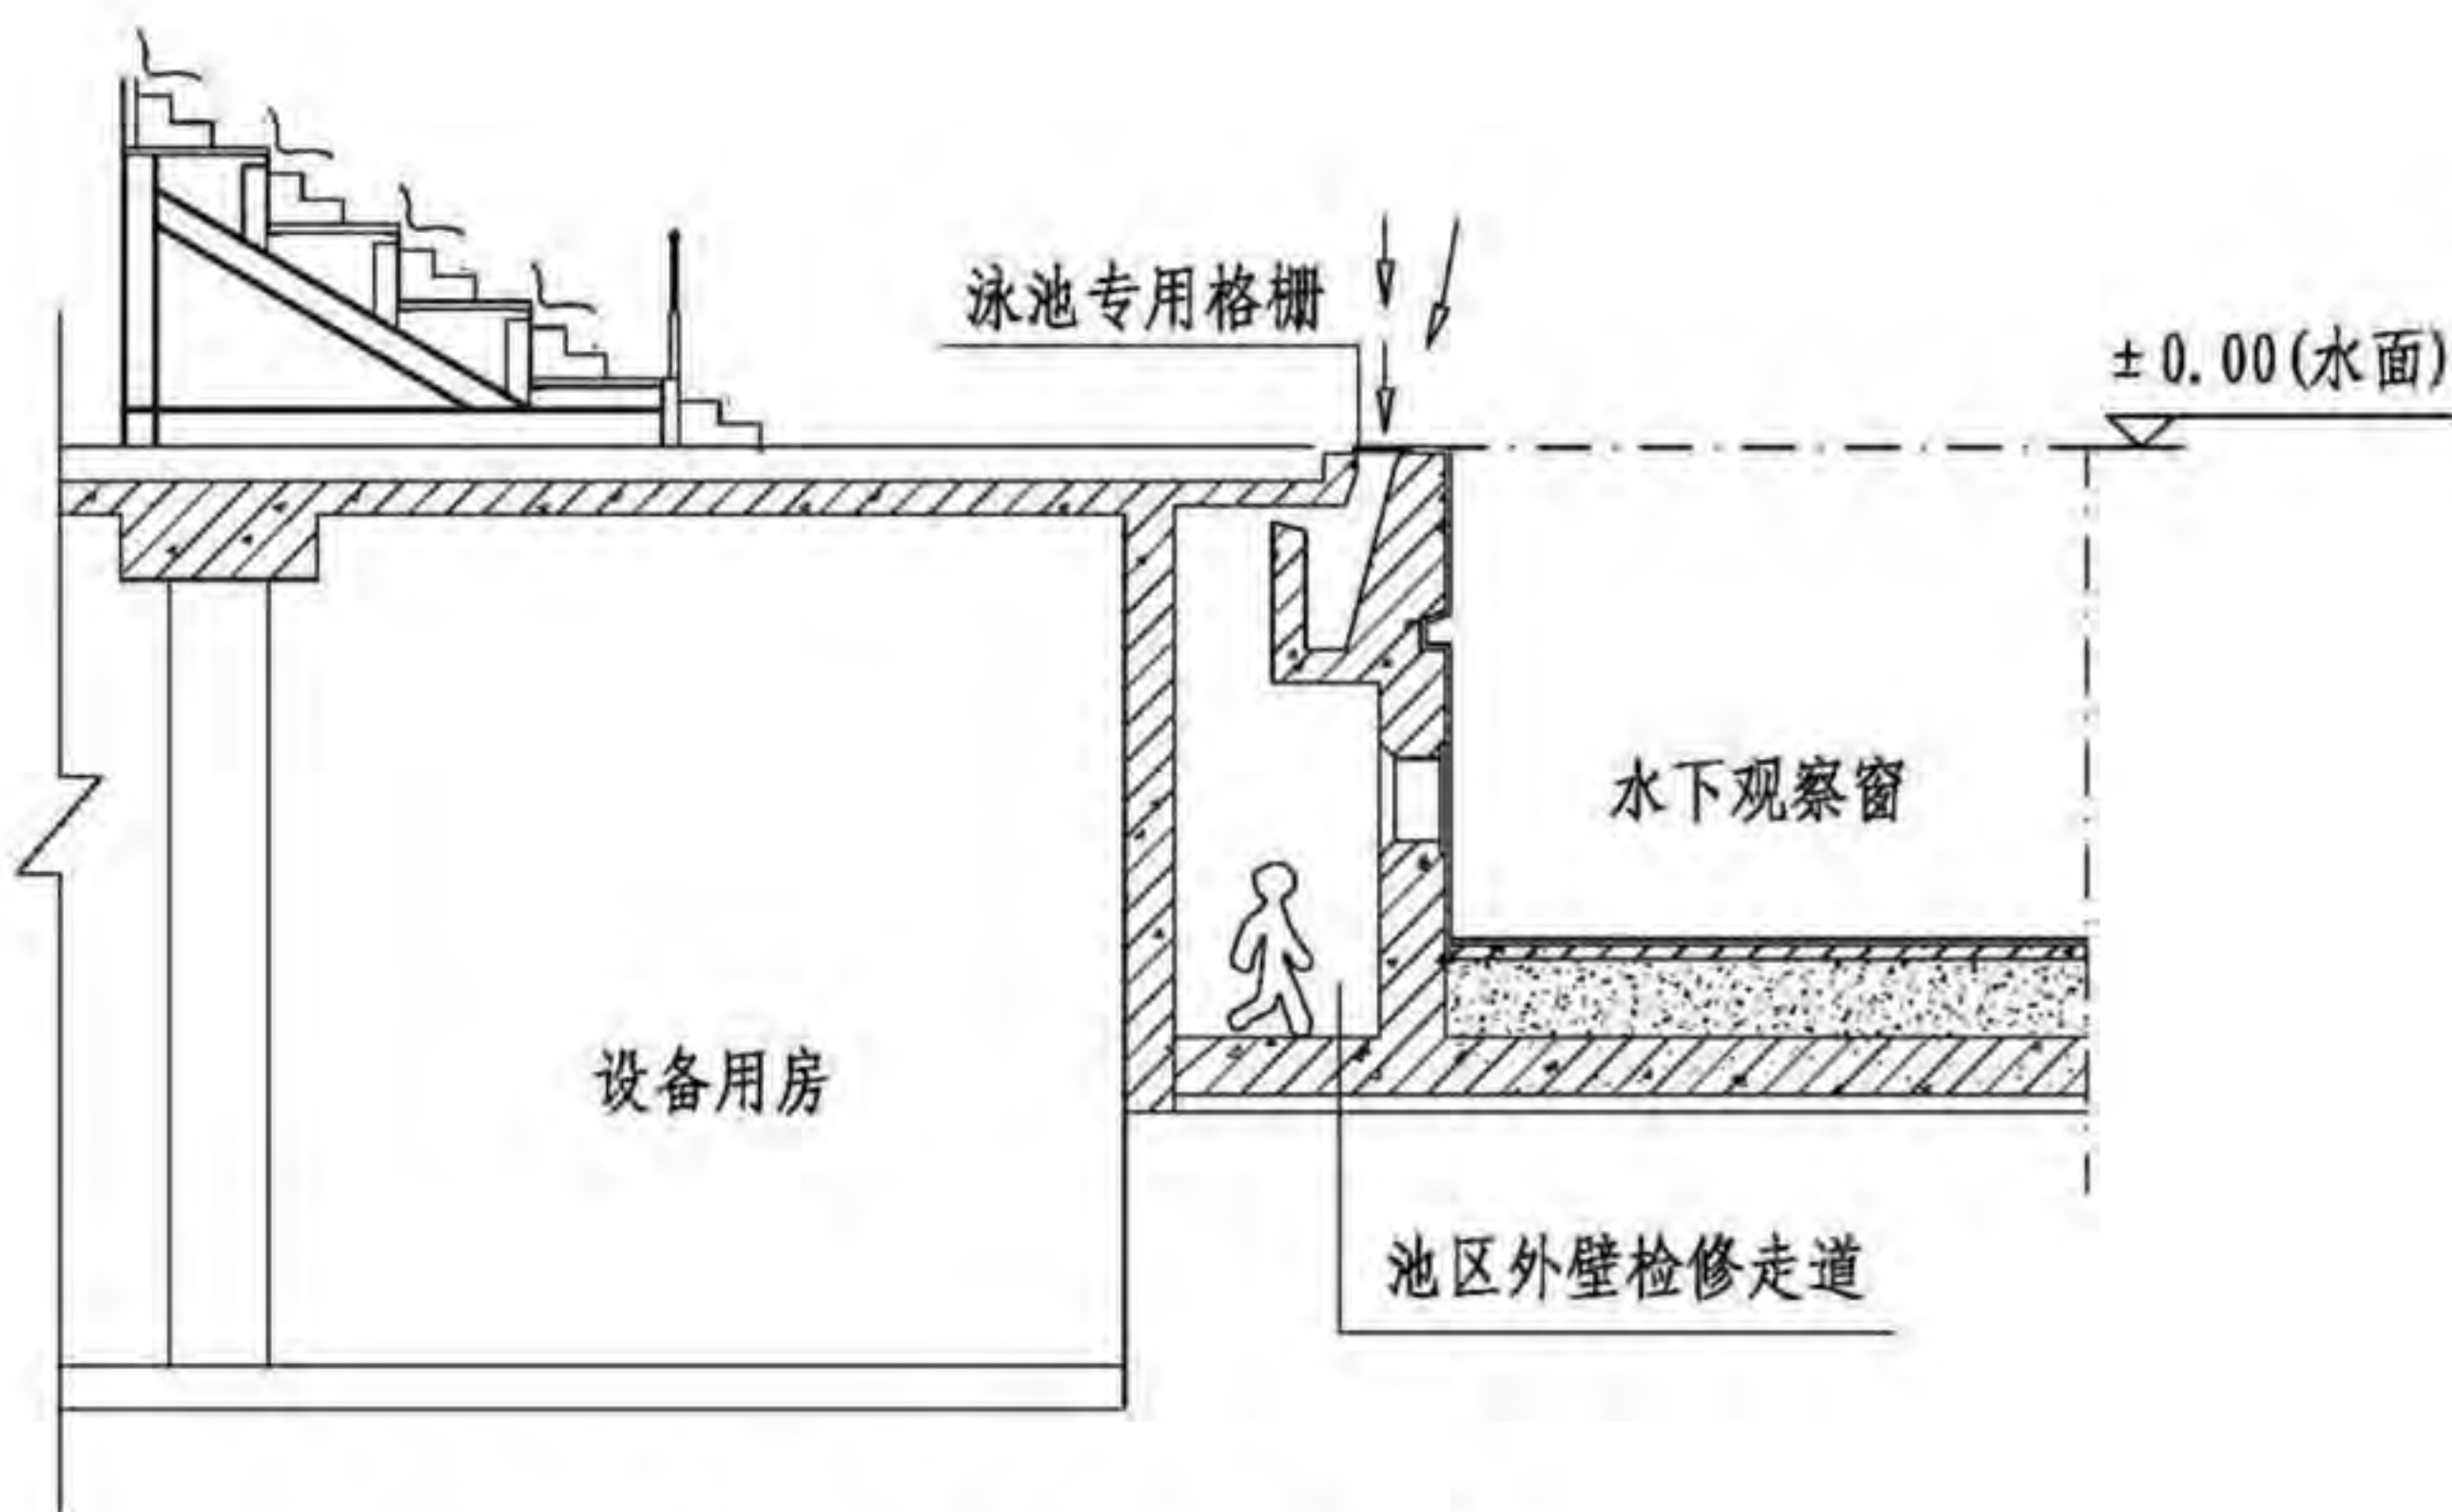 泳池专用格栅
±0.00(水面)
水下观察窗
设备用房
池区外壁检修走道